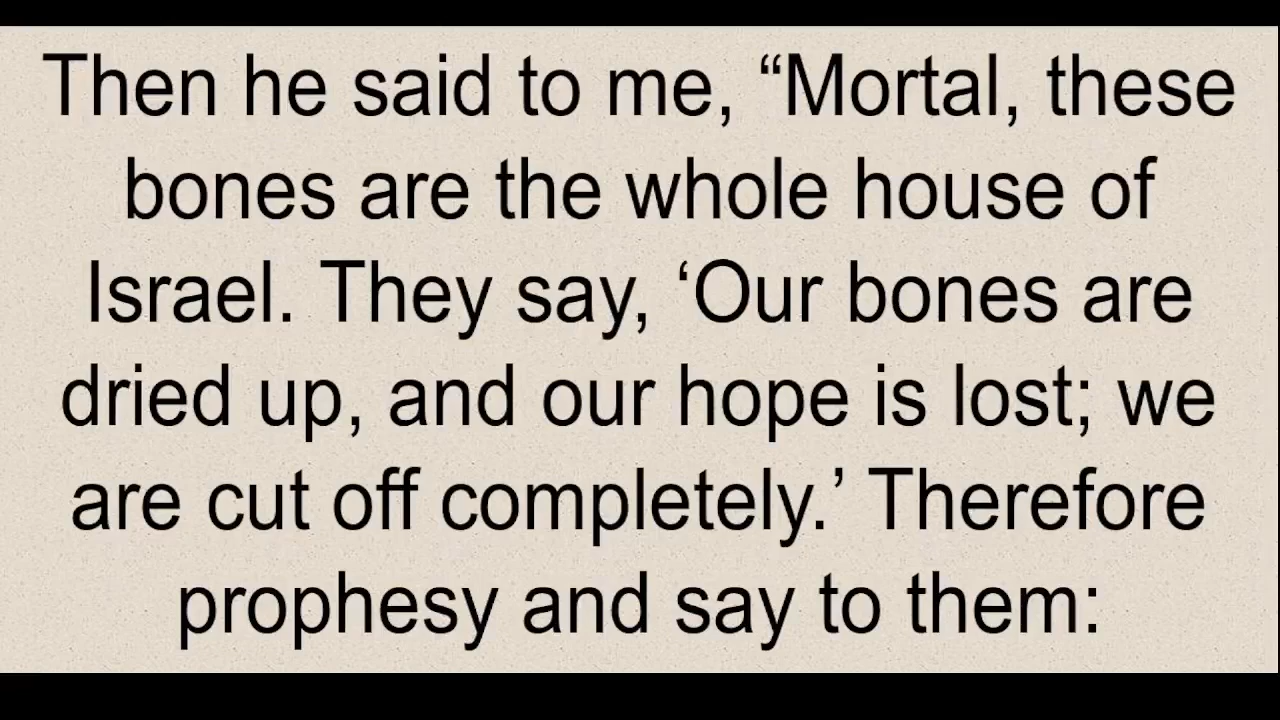 Then he said to me, “Mortal, these
bones are the whole house of
Israel. They say, ‘Our bones are
dried up, and our hope is lost; we
are cut off completely.’ Therefore
prophesy and say to them: